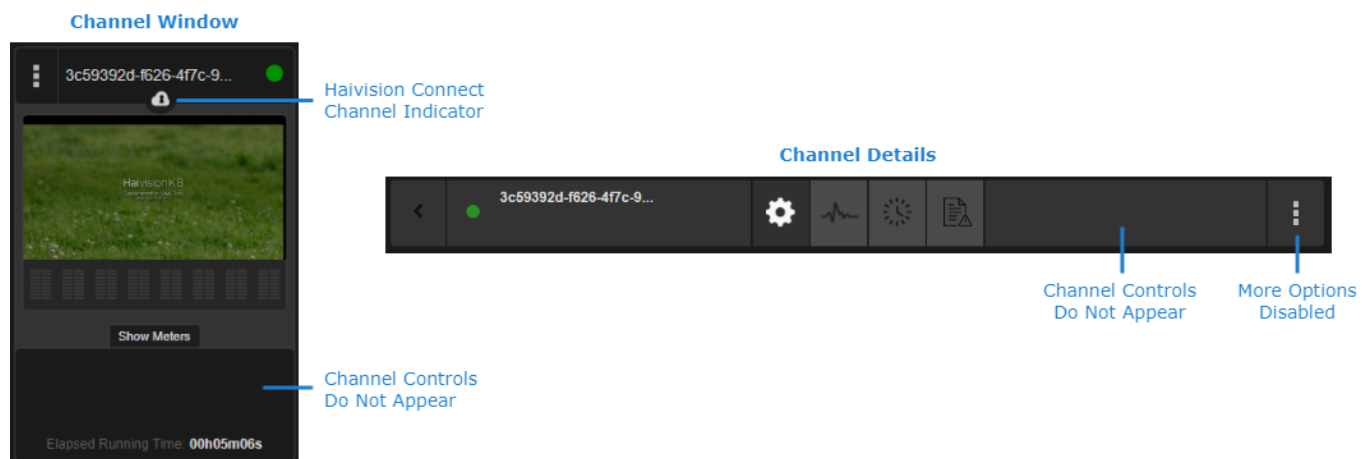 Channel Window
3c59392d-f626-4f7c-9...
Haivision Connect
Channel Indicator
HaivisionKB
Show Meters
Channel Controls
Do Not Appear
Elapsed Running Time: 00h05m06s
Channel Details
3c59392d-f626-4f7c-9...
Channel Controls
Do Not Appear
More Options
Disabled